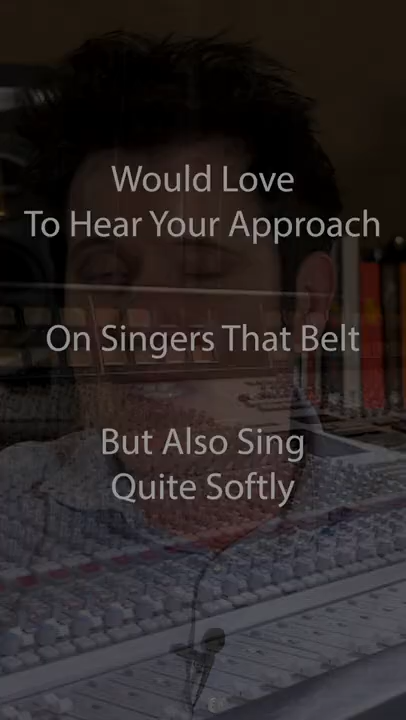 Would Love
To Hear Your Approach
On Singers That Belt
But Also Sing
Quite Softly